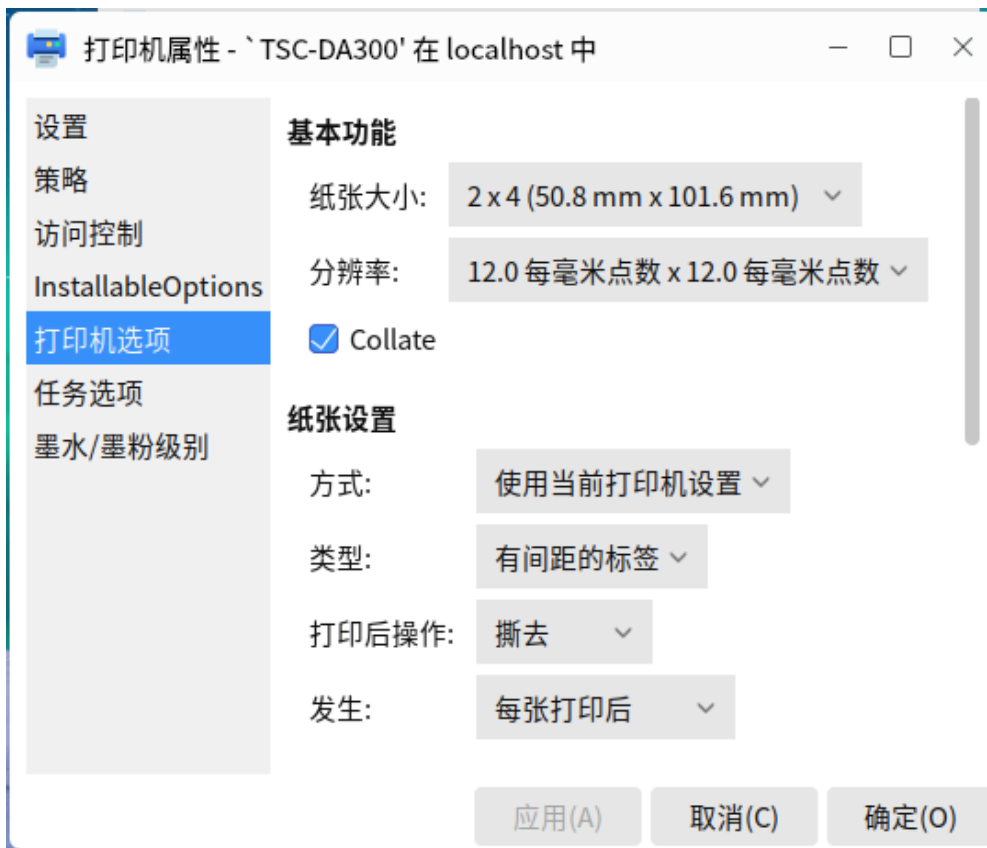 打印机属性 - `TSC-DA300' 在 localhost 中
设置
策略
访问控制
InstallableOptions
打印机选项
任务选项
墨水/墨粉级别
基本功能
纸张大小: 2 x 4 (50.8 mm x 101.6 mm)
分辨率: 12.0 每毫米点数 x 12.0 每毫米点数
Collate
纸张设置
方式: 使用当前打印机设置
类型: 有间距的标签
打印后操作: 撕去
发生: 每张打印后
应用(A) 取消(C) 确定(O)